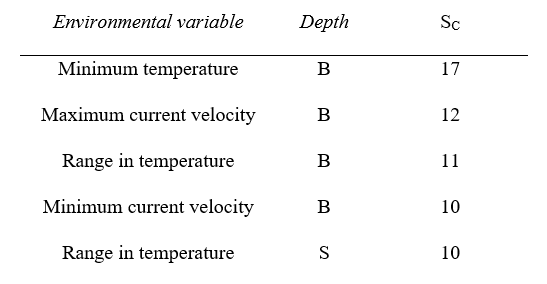 Environmental variable Depth SC
Minimum temperature B 17
Maximum current velocity B 12
Range in temperature B 11
Minimum current velocity B 10
Range in temperature S 10